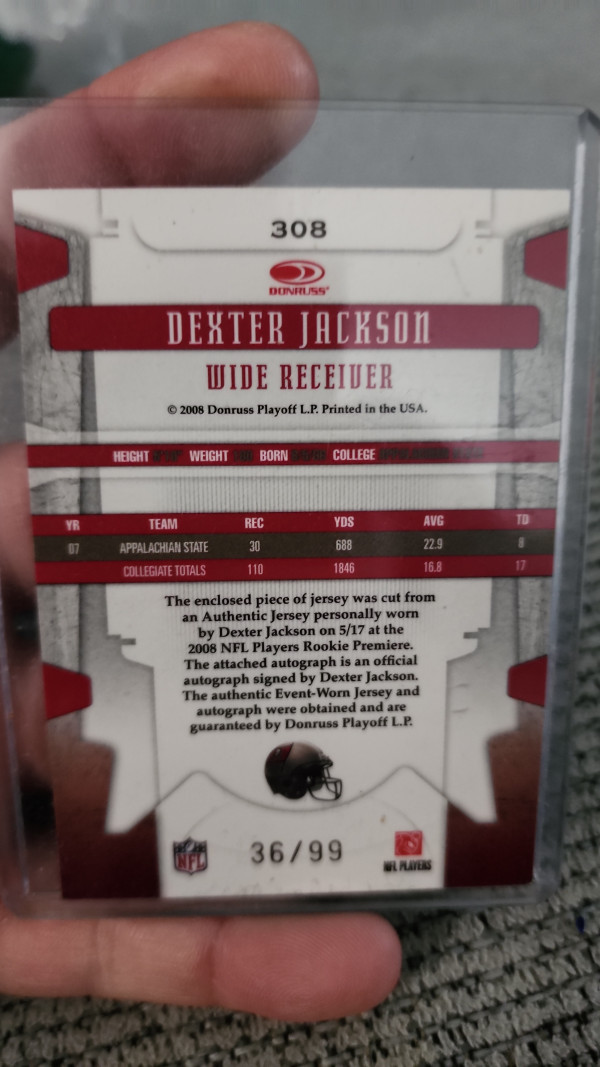 308
DONRUSS
DEXTER JACKSON
WIDE RECEIVER
© 2008 Donruss Playoff L.P. Printed in the USA.
HEIGHT WEIGHT BORN COLLEGE
YR TEAM REC YDS AVG TD
07 APPALACHIAN STATE 30 688 22.9 8
COLLEGIATE TOTALS 110 1846 16.8 17
The enclosed piece of jersey was cut from
an Authentic Jersey personally worn
by Dexter Jackson on 5/17 at the
2008 NFL Players Rookie Premiere.
The attached autograph is an official
autograph signed by Dexter Jackson.
The authentic Event-Worn Jersey and
autograph were obtained and are
guaranteed by Donruss Playoff L.P.
NFL
36/99
NFL PLAYERS